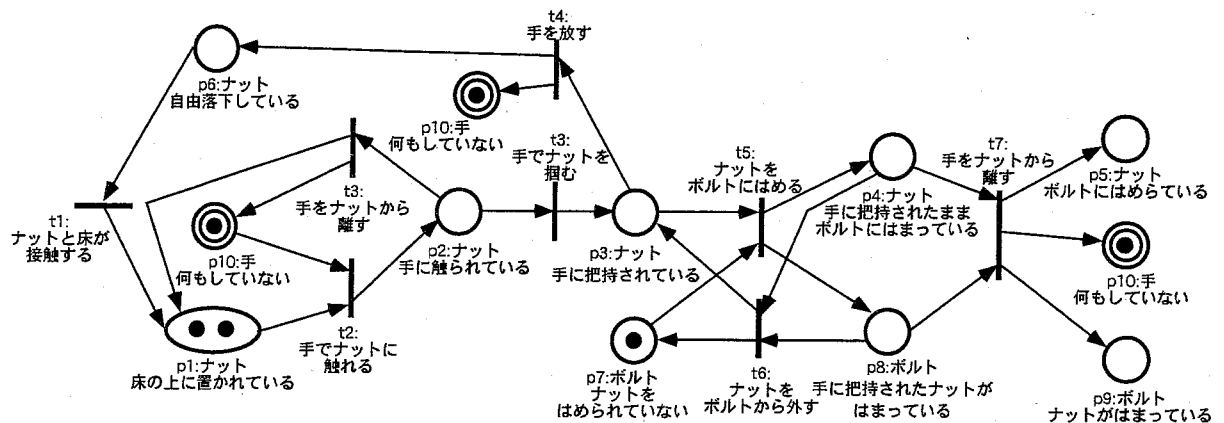 t4:
手を放す
p6:ナット
自由落下している
p10:手
何もしていない
t3:
手でナットを
掴む
t5:
ナットを
ボルトにはめる
t7:
手をナットから
離す
p5:ナット
ボルトにはめらている
t1:
ナットと床が
接触する
t3:
手をナットから
離す
p10:手
何もしていない
p2:ナット
手に触られている
p3:ナット
手に把持されている
p4:ナット
手に把持されたまま
ボルトにはまっている
p10:手
何もしていない
p1:ナット
床の上に置かれている
t2:
手でナットに
触れる
p7:ボルト
ナットを
はめられていない
t6:
ナットを
ボルトから外す
p8:ボルト
手に把持されたナットが
はまっている
p9:ボルト
ナットがはまっている